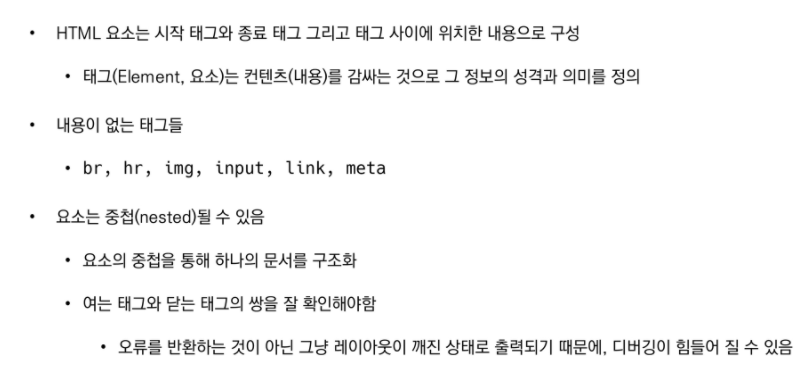 • HTML 요소는 시작 태그와 종료 태그 그리고 태그 사이에 위치한 내용으로 구성
• 태그(Element, 요소)는 컨텐츠(내용)를 감싸는 것으로 그 정보의 성격과 의미를 정의
• 내용이 없는 태그들
• br, hr, img, input, link, meta
• 요소는 중첩(nested)될 수 있음
• 요소의 중첩을 통해 하나의 문서를 구조화
• 여는 태그와 닫는 태그의 쌍을 잘 확인해야함
• 오류를 반환하는 것이 아닌 그냥 레이아웃이 깨진 상태로 출력되기 때문에, 디버깅이 힘들어 질 수 있음